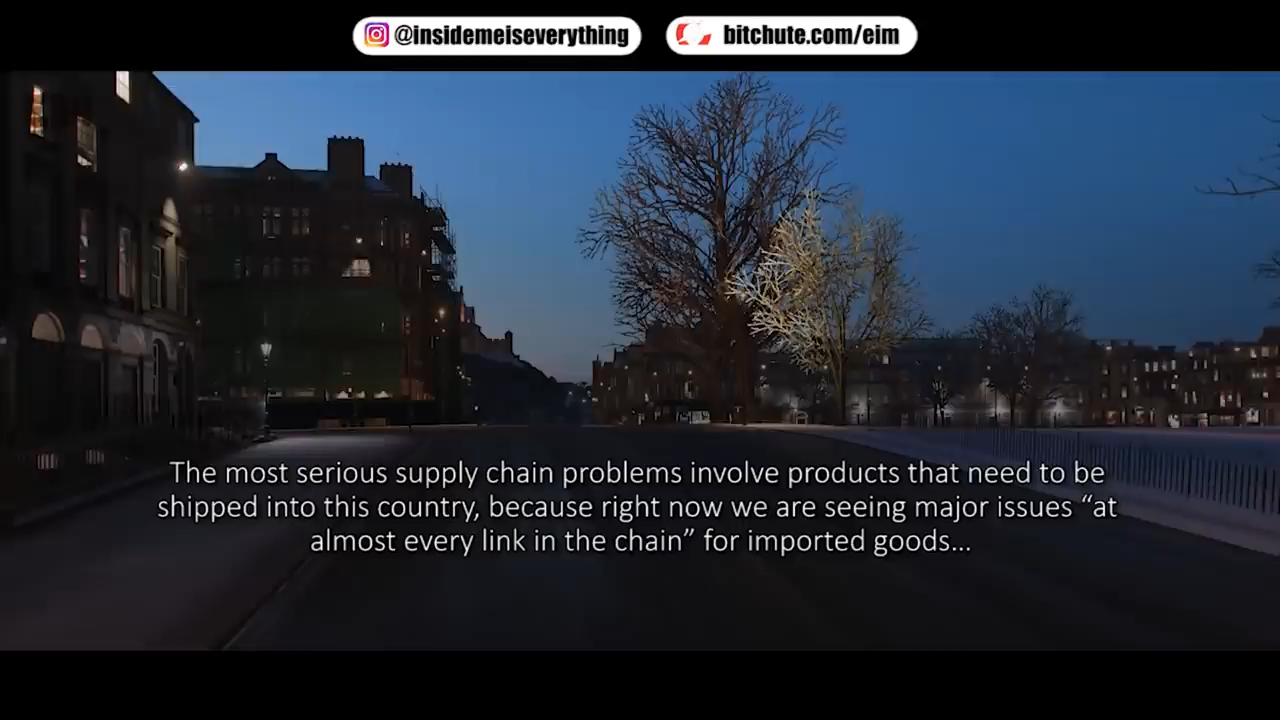 @insidemeiseverything
bitchute.com/eim
The most serious supply chain problems involve products that need to be
shipped into this country, because right now we are seeing major issues “at
almost every link in the chain” for imported goods...